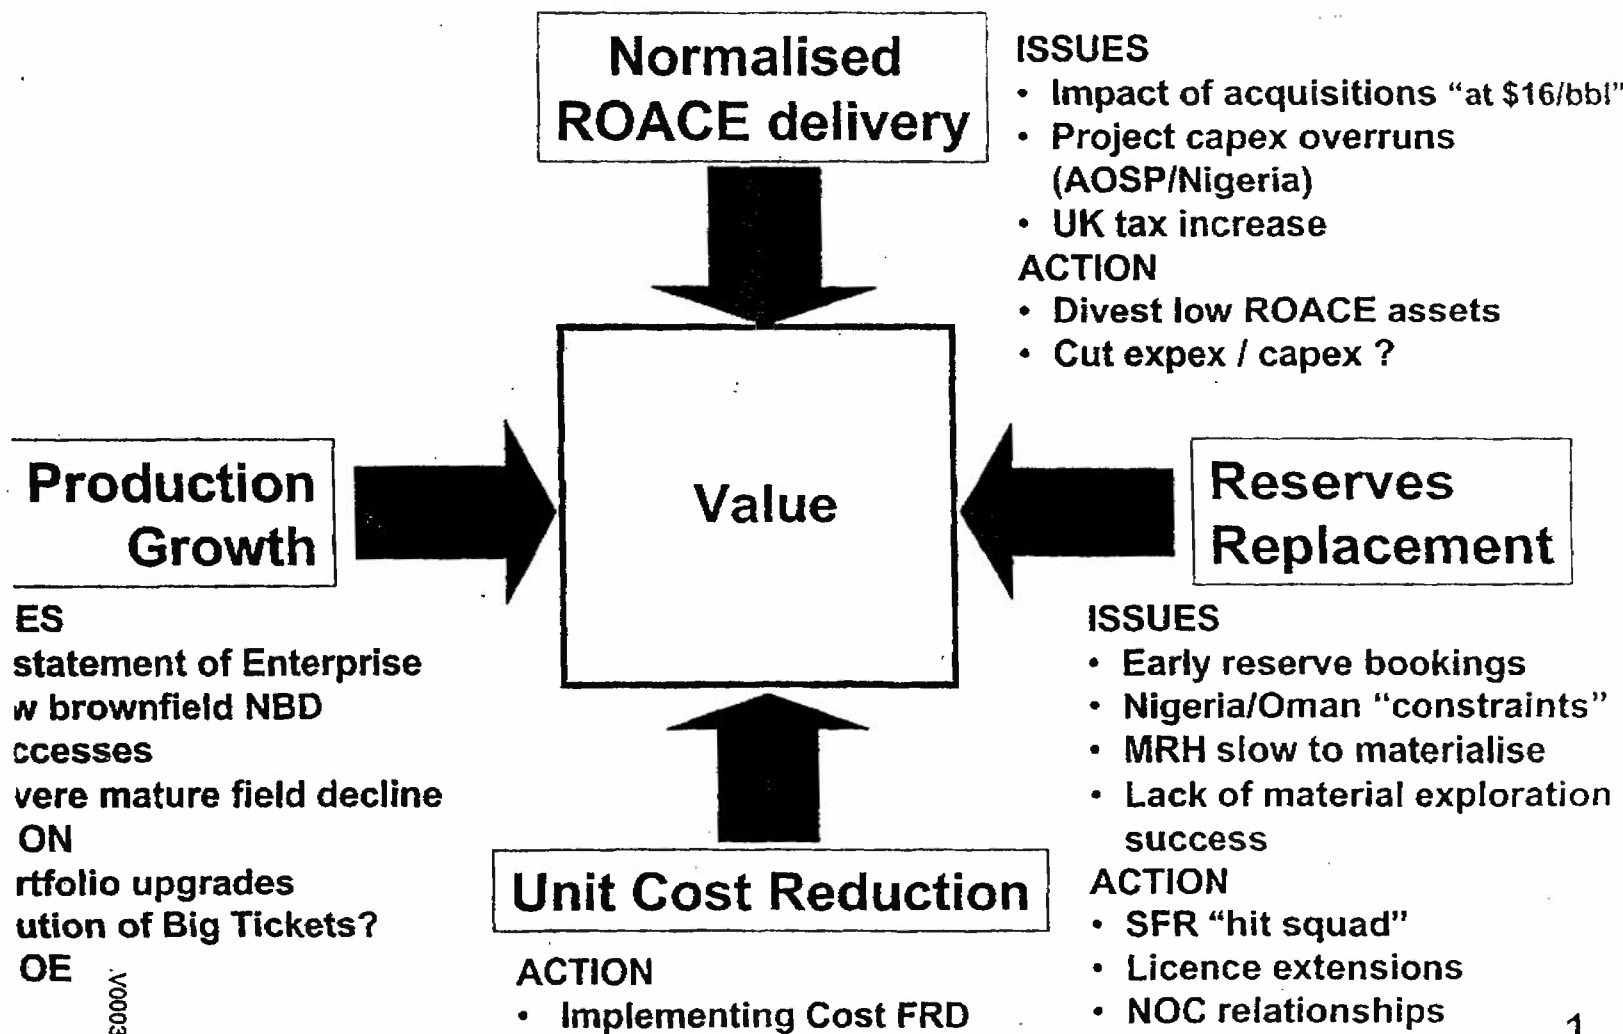 Normalised
ROACE delivery
ISSUES
• Impact of acquisitions “at $16/bbl”
• Project capex overruns
(AOSP/Nigeria)
• UK tax increase
ACTION
• Divest low ROACE assets
• Cut expex / capex ?
Production
Growth
Value
Reserves
Replacement
ES
statement of Enterprise
w brownfield NBD
ccesses
vere mature field decline
ON
rtfolio upgrades
ution of Big Tickets?
OE
Unit Cost Reduction
ACTION
• Implementing Cost FRD
ISSUES
• Early reserve bookings
• Nigeria/Oman “constraints”
• MRH slow to materialise
• Lack of material exploration
success
ACTION
• SFR “hit squad”
• Licence extensions
• NOC relationships
V0003
1